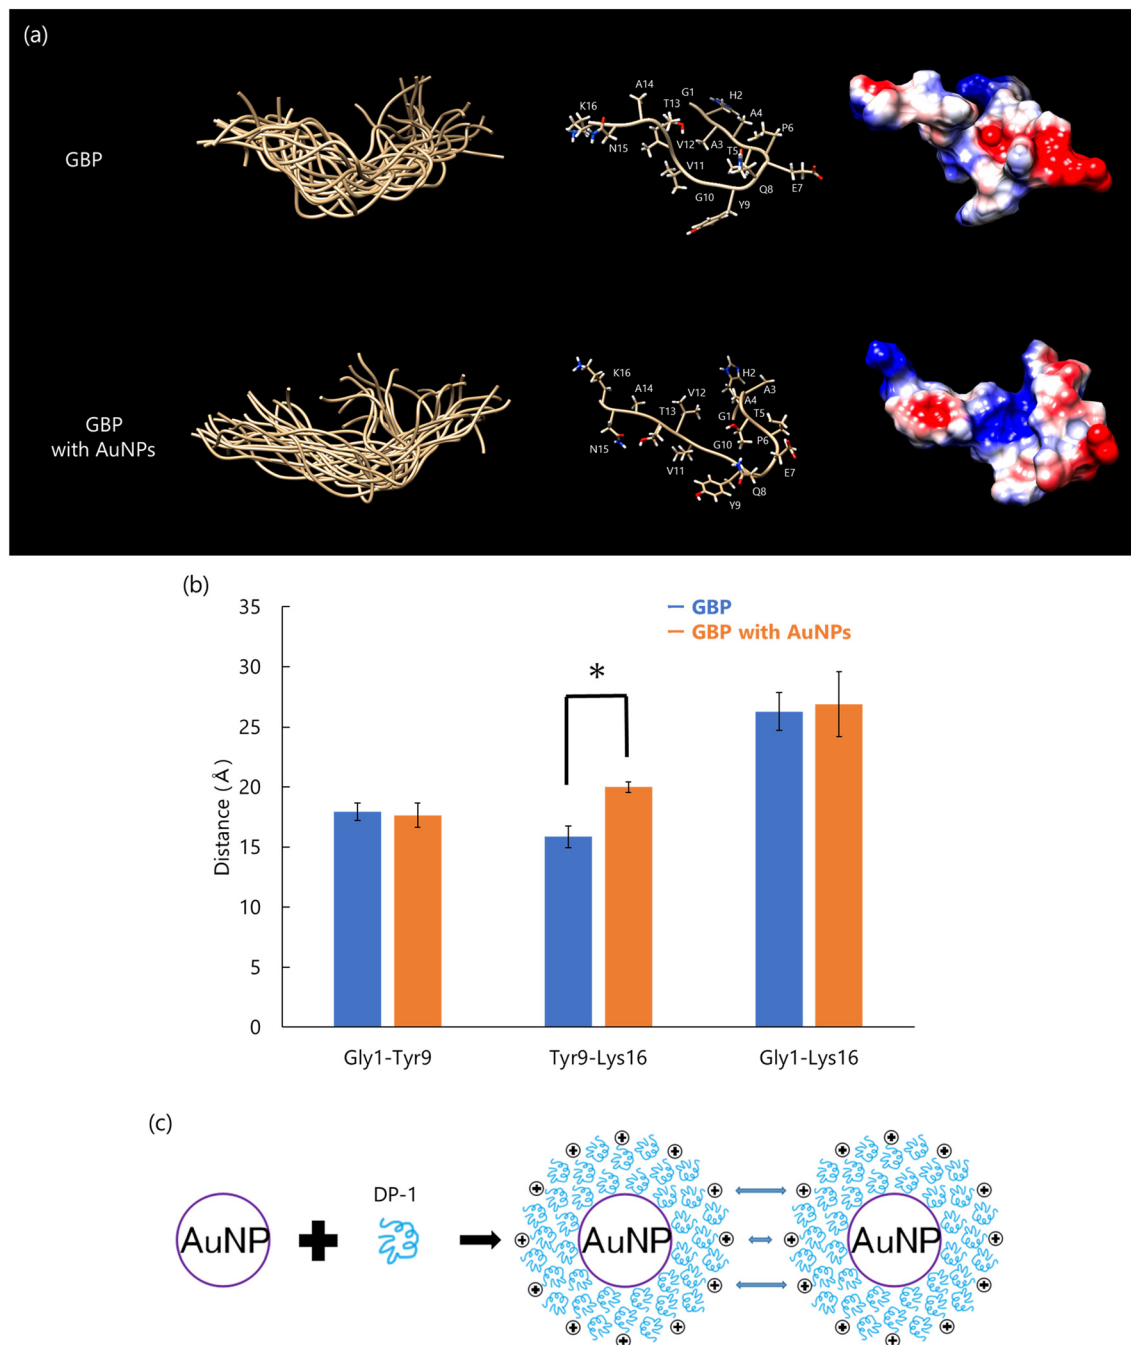 (a)
GBP
A14
K16
T13
G1
H2
A4
P6
N15
V12
A3
T5
V11
G10
Q8
E7
Y9
GBP
with AuNPs
K16
A14
V12
T13
H2
A3
A4
G1
T5
N15
G10
P6
V11
E7
Q8
Y9
(b)
GBP
GBP with AuNPs
*
Distance (Å)
35
30
25
20
15
10
5
0
Gly1-Tyr9
Tyr9-Lys16
Gly1-Lys16
(c)
DP-1
AuNP
AuNP
AuNP